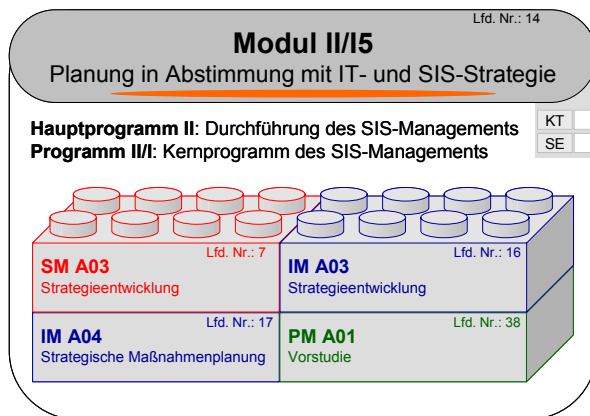 Lfd. Nr.: 14
Modul II/I5
Planung in Abstimmung mit IT- und SIS-Strategie
Hauptprogramm II: Durchführung des SIS-Managements
Programm II/I: Kernprogramm des SIS-Managements
KT
SE
Lfd. Nr.: 7
SM A03
Strategieentwicklung
Lfd. Nr.: 16
IM A03
Strategieentwicklung
Lfd. Nr.: 17
IM A04
Strategische Maßnahmenplanung
Lfd. Nr.: 38
PM A01
Vorstudie